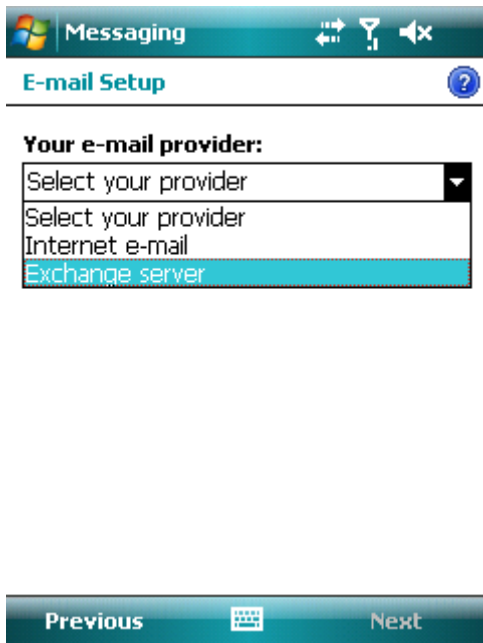 Messaging
E-mail Setup
?
Your e-mail provider:
Select your provider
Select your provider
Internet e-mail
Exchange server
Previous Next